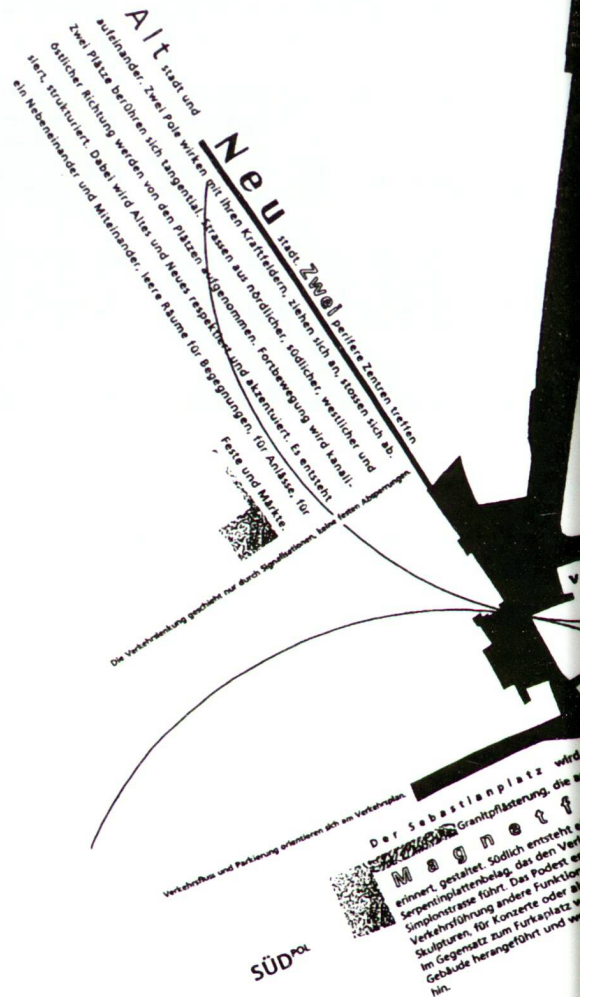 Alt stadt und
Neu stadt. Zwei perifere Zentren treffen
aufeinander. Zwei Pole wirken mit ihren Kraftfeldern, ziehen sich an, stossen sich ab.
Zwei Plätze berühren sich tangential. Strassen aus nördlicher, südlicher, westlicher und
östlicher Richtung werden von den Plätzen aufgenommen. Fortbewegung wird kanali-
siert, strukturiert. Dabei wird Altes und Neues respektiert und akzentuiert. Es entsteht
ein Nebeneinander und Miteinander, leere Räume für Begegnungen, für Anlässe, für
Feste und Märkte.
Die Verkehrslenkung geschieht nur durch Signalisationen, keine festen Absperrungen.
Verkehrsfluss und Parkierung orientieren sich am Verkehrsplan.
Der Sebastianplatz wird
Granitpflästerung, die
Magnetf
erinnert, gestaltet. Südlich entsteht
Serpentinplattenbelag, das den
Simplonstrasse führt. Das Podest
Verkehrsführung andere
Skulpturen, für Konzerte oder
Im Gegensatz zum Furkaplatz
Gebäude herangeführt und
hin.
SÜDPOL